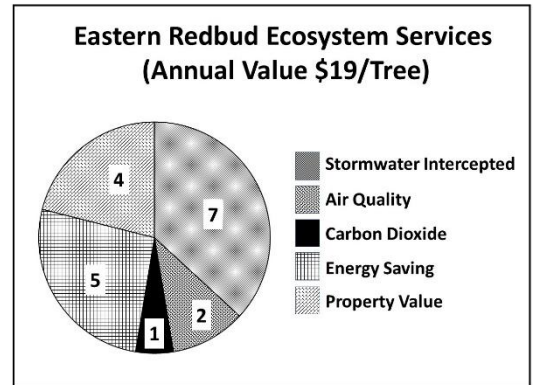 Eastern Redbud Ecosystem Services
(Annual Value $19/Tree)
4
7
5
2
1
Stormwater Intercepted
Air Quality
Carbon Dioxide
Energy Saving
Property Value